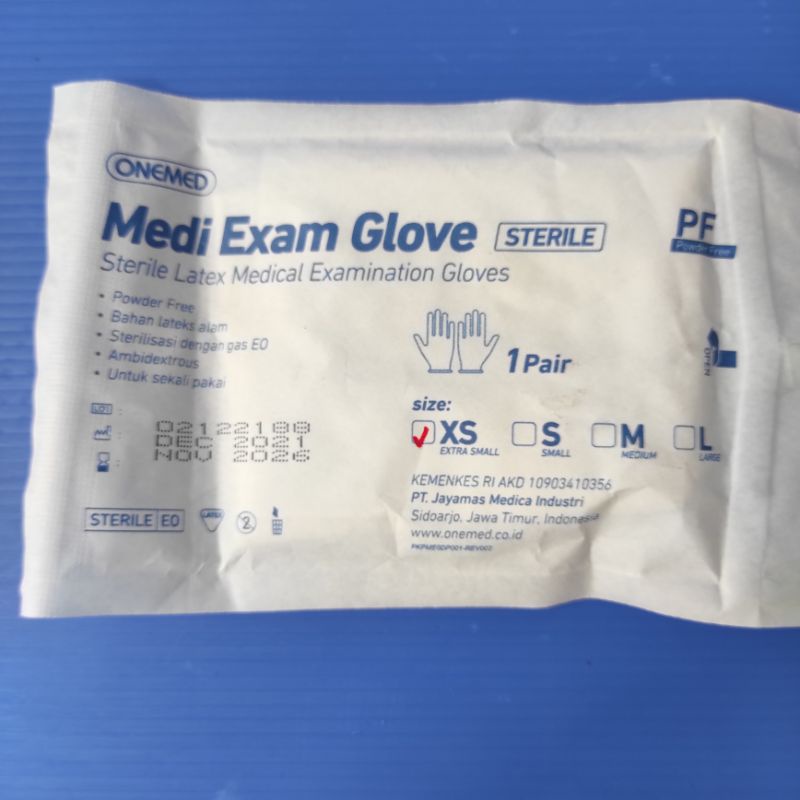 ONEMED
Medi Exam Glove STERILE
Sterile Latex Medical Examination Gloves
PF
Powder Free
• Powder Free
• Bahan lateks alam
• Sterilisasi dengan gas EO
• Ambidextrous
• Untuk sekali pakai
1 Pair
OPEN
size:
XS
EXTRA SMALL
S
SMALL
M
MEDIUM
L
LARGE
LOT : 02122188
: DEC 2021
: NOV 2026
KEMENKES RI AKD 10903410356
PT. Jayamas Medica Industri
Sidoarjo, Jawa Timur, Indonesia
www.onemed.co.id
PKPMEGDP001-REV002
STERILE EO
LATEX
2